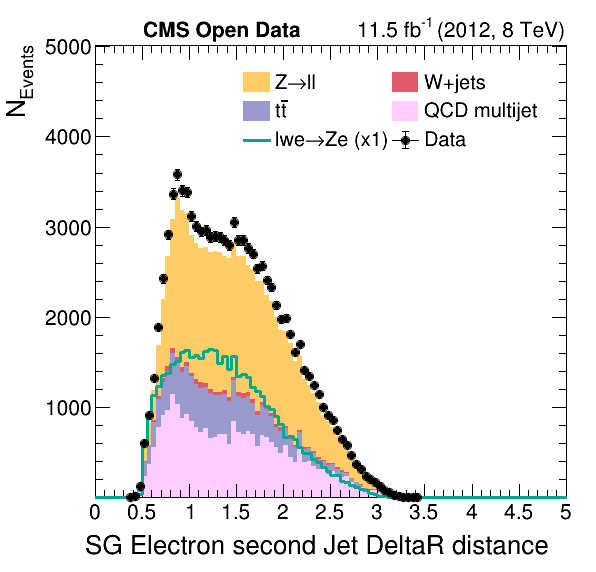 CMS Open Data 11.5 fb⁻¹ (2012, 8 TeV)
N_Events
5000
4000
3000
2000
1000
Z→ll W+jets
tt̄ QCD multijet
lwe→Ze (x1) Data
0 0.5 1 1.5 2 2.5 3 3.5 4 4.5 5
SG Electron second Jet DeltaR distance